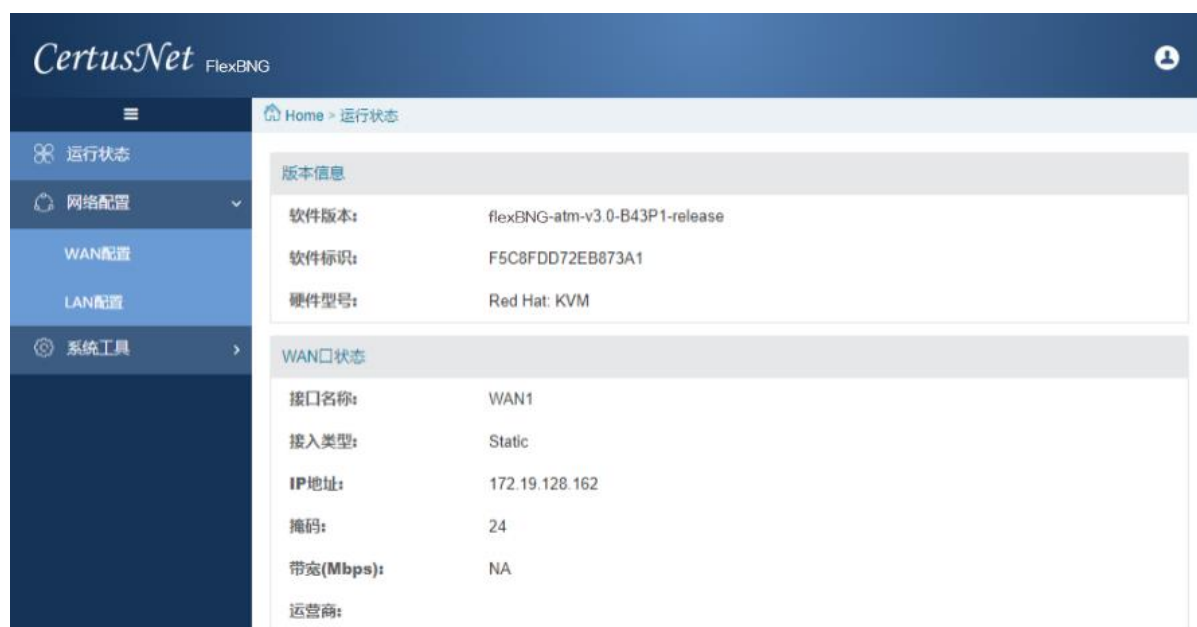 CertusNet FlexBNG
Home > 运行状态
运行状态
网络配置
WAN配置
LAN配置
系统工具
版本信息
软件版本: flexBNG-atm-v3.0-B43P1-release
软件标识: F5C8FDD72EB873A1
硬件型号: Red Hat: KVM
WAN口状态
接口名称: WAN1
接入类型: Static
IP地址: 172.19.128.162
掩码: 24
带宽(Mbps): NA
运营商: